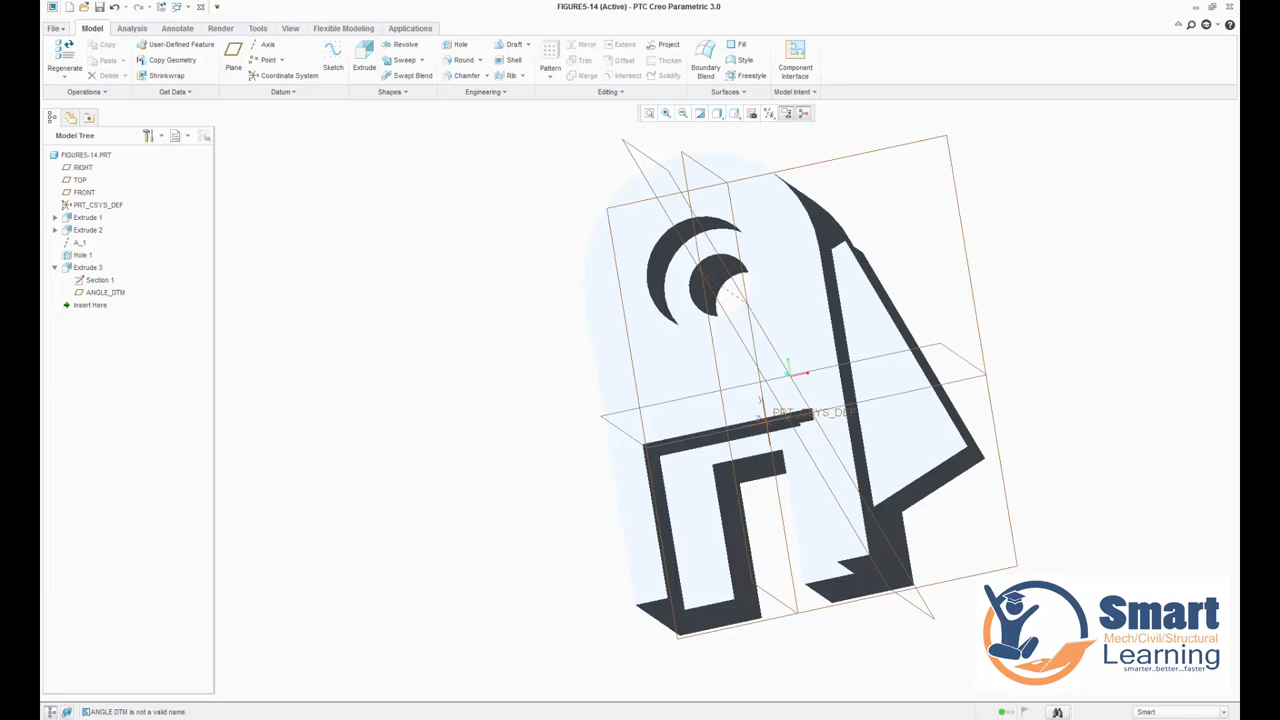 FIGURE5-14 (Active) - PTC Creo Parametric 3.0
File Model Analysis Annotate Render Tools View Flexible Modeling Applications
Regenerate
Copy
Paste
Delete
Operations
User-Defined Feature
Copy Geometry
Shrinkwrap
Get Data
Plane
Axis
Point
Coordinate System
Sketch
Datum
Extrude
Revolve
Sweep
Swept Blend
Shapes
Hole
Round
Chamfer
Draft
Shell
Rib
Engineering
Pattern
Mirror
Extend
Project
Trim
Offset
Thicken
Merge
Intersect
Solidify
Editing
Boundary
Blend
Fill
Style
Freestyle
Surfaces
Component
Interface
Model Intent
Model Tree
FIGURE5-14.PRT
RIGHT
TOP
FRONT
PRT_CSYS_DEF
Extrude 1
Extrude 2
A_1
Hole 1
Extrude 3
Section 1
ANGLE_DTM
Insert Here
y
PRT_CSYS_DEF
Smart
Mech/Civil/Structural
Learning
smarter..better...faster
ANGLE DTM is not a valid name.
Smart